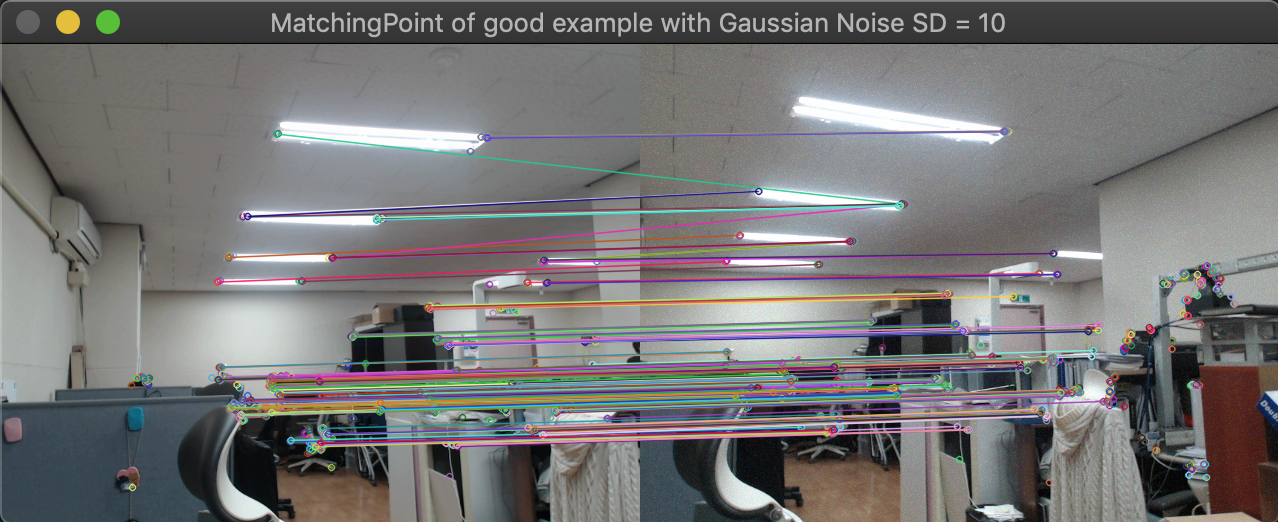 MatchingPoint of good example with Gaussian Noise SD = 10